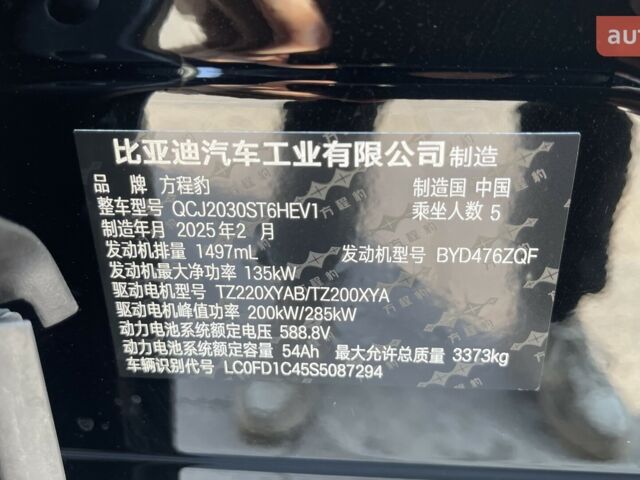 auto
比亚迪汽车工业有限公司 制造
品 牌 方程豹 制造国 中国
整车型号 QCJ2030ST6HEV1 乘坐人数 5
制造年月 2025年2 月
发动机排量 1497mL 发动机型号 BYD476ZQF
发动机最大净功率 135kW
驱动电机型号 TZ220XYAB/TZ200XYA
驱动电机峰值功率 200kW/285kW
动力电池系统额定电压 588.8V
动力电池系统额定容量 54Ah 最大允许总质量 3373kg
车辆识别代号 LC0FD1C45S5087294